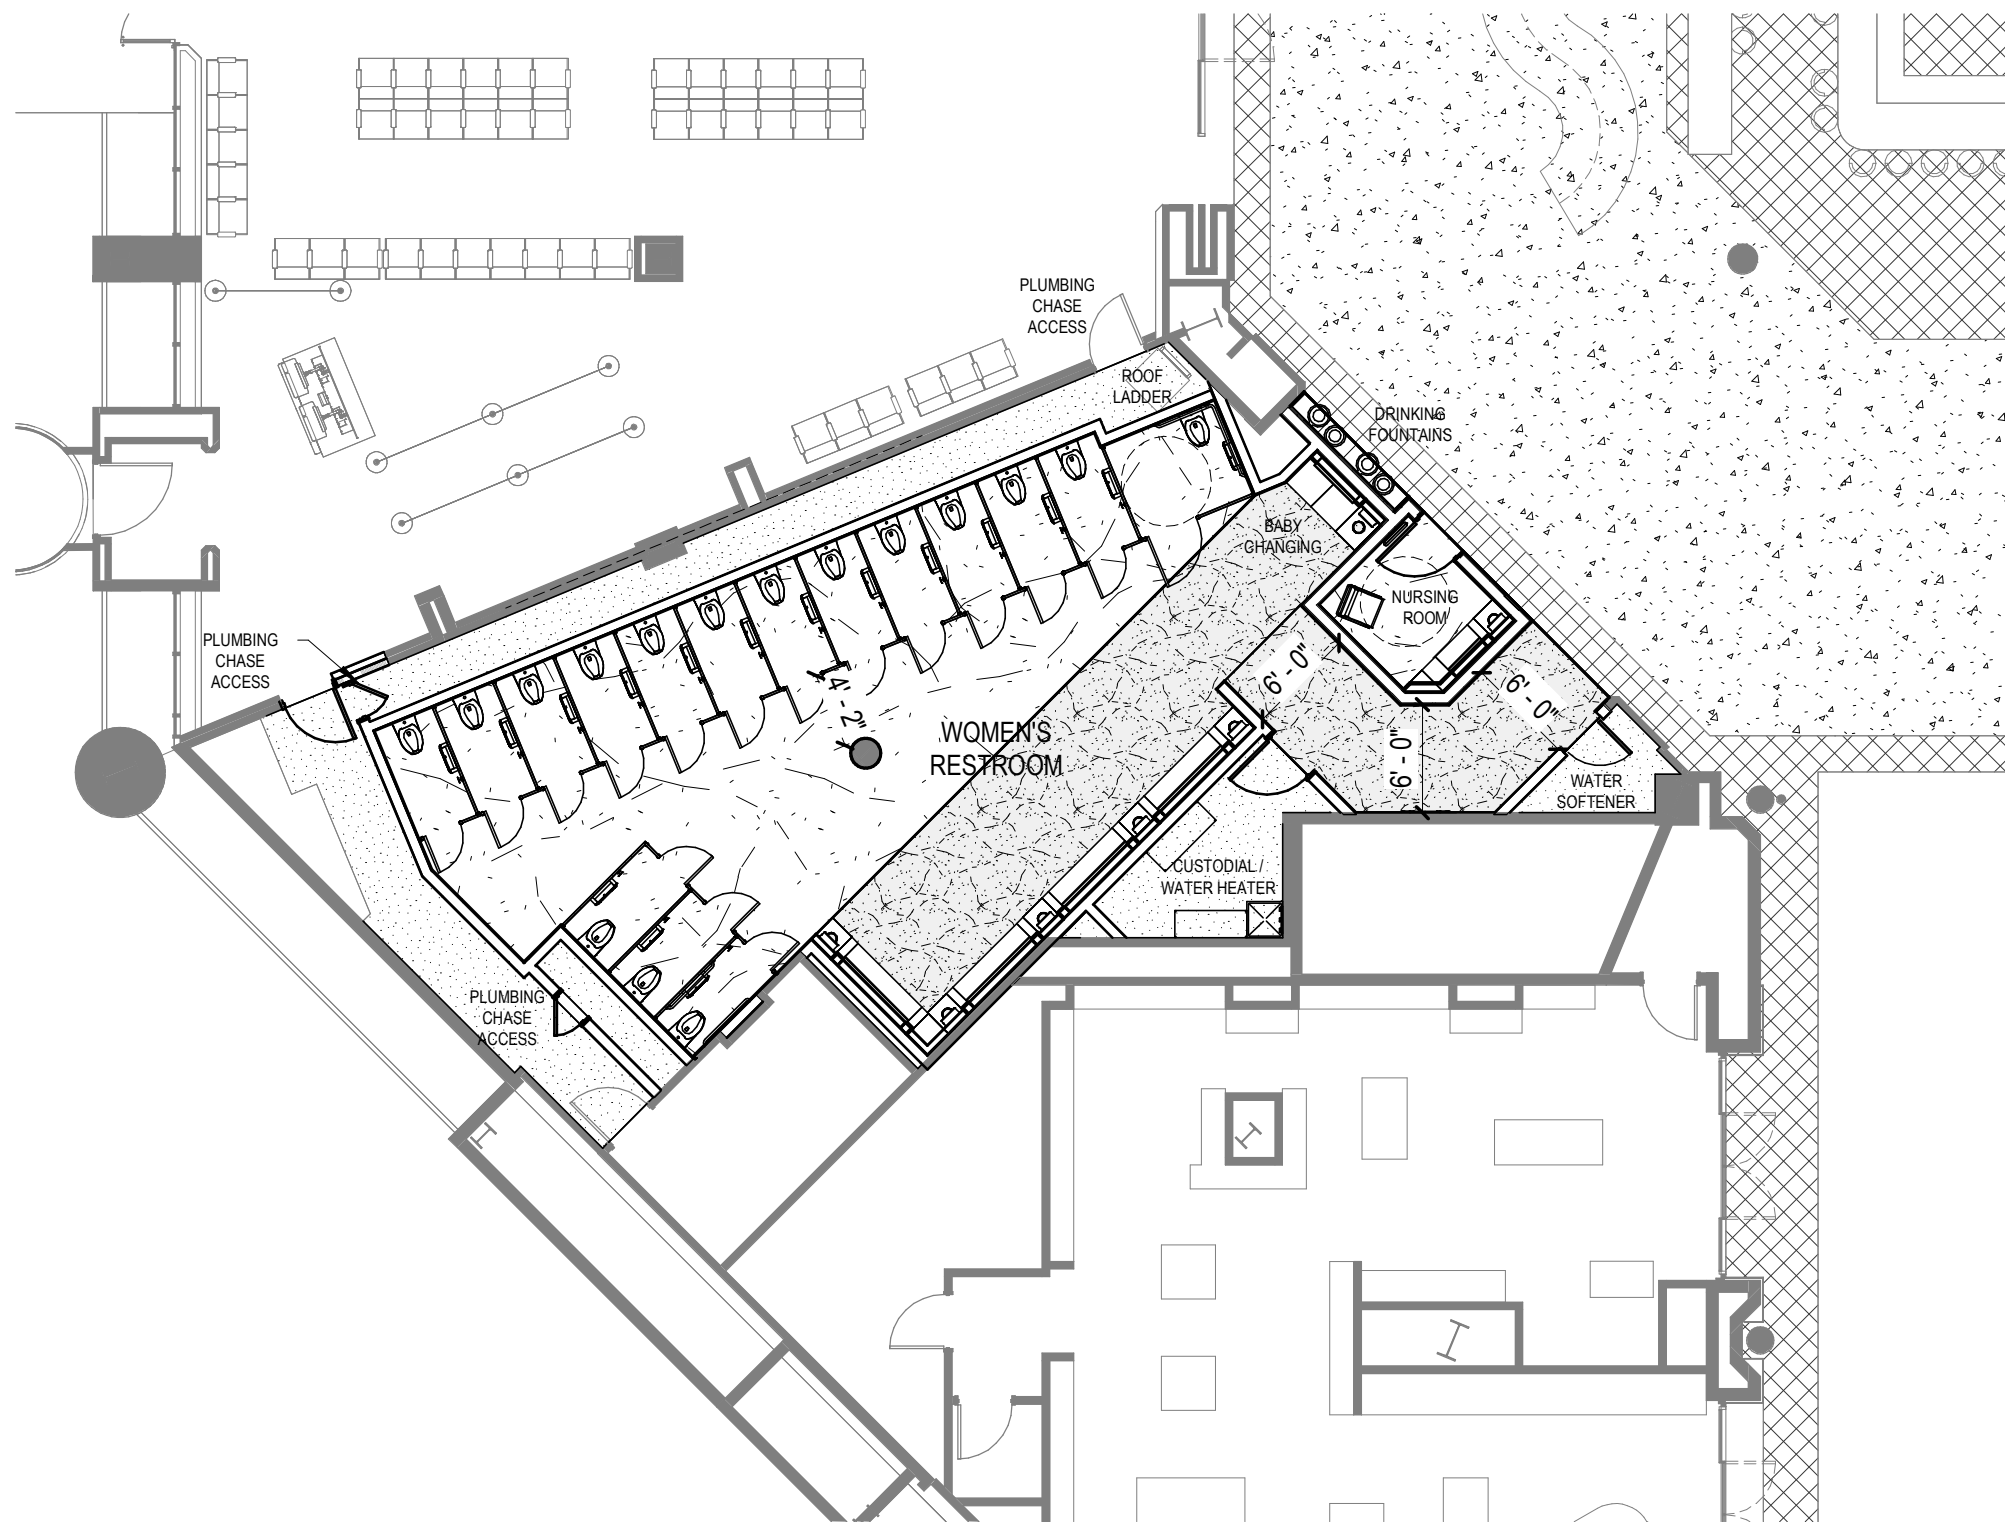 PLUMBING
CHASE
ACCESS
ROOF
LADDER
DRINKING
FOUNTAINS
BABY
CHANGING
NURSING
ROOM
PLUMBING
CHASE
ACCESS
4' - 2"
6' - 0"
6' - 0"
6' - 0"
WOMEN'S
RESTROOM
WATER
SOFTENER
CUSTODIAL /
WATER HEATER
PLUMBING
CHASE
ACCESS